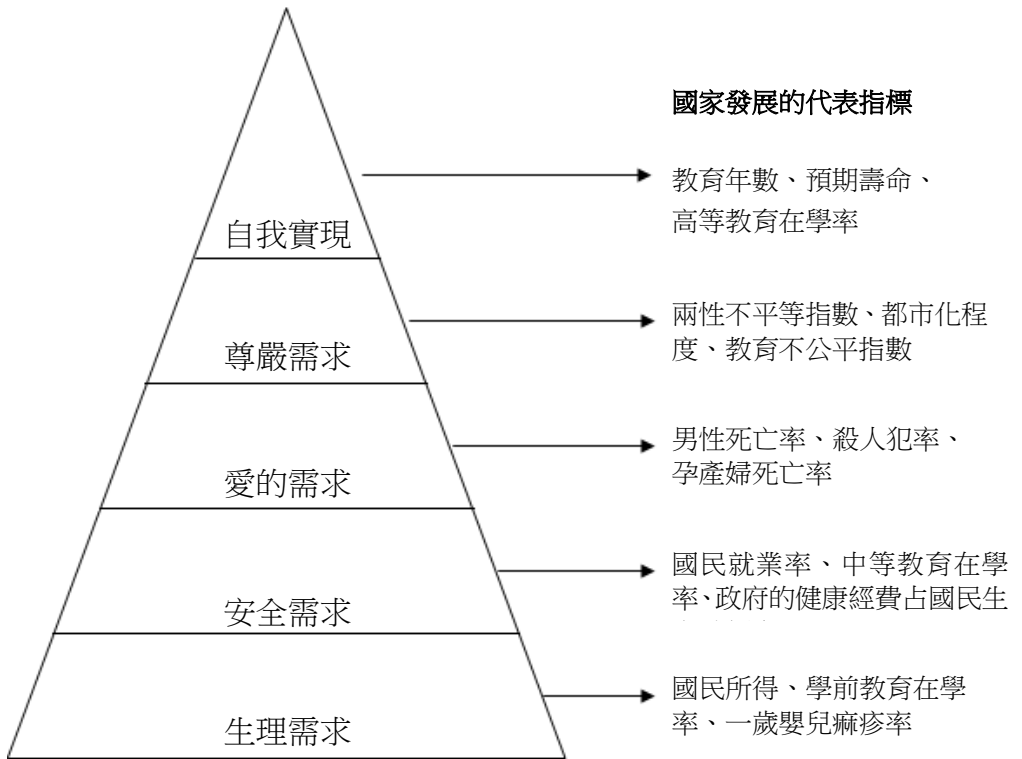 國家發展的代表指標
教育年數、預期壽命、
高等教育在學率
自我實現
兩性不平等指數、都市化程
度、教育不公平指數
尊嚴需求
男性死亡率、殺人犯率、
孕產婦死亡率
愛的需求
國民就業率、中等教育在學
率、政府的健康經費占國民生
安全需求
國民所得、學前教育在學
率、一歲嬰兒痲疹率
生理需求